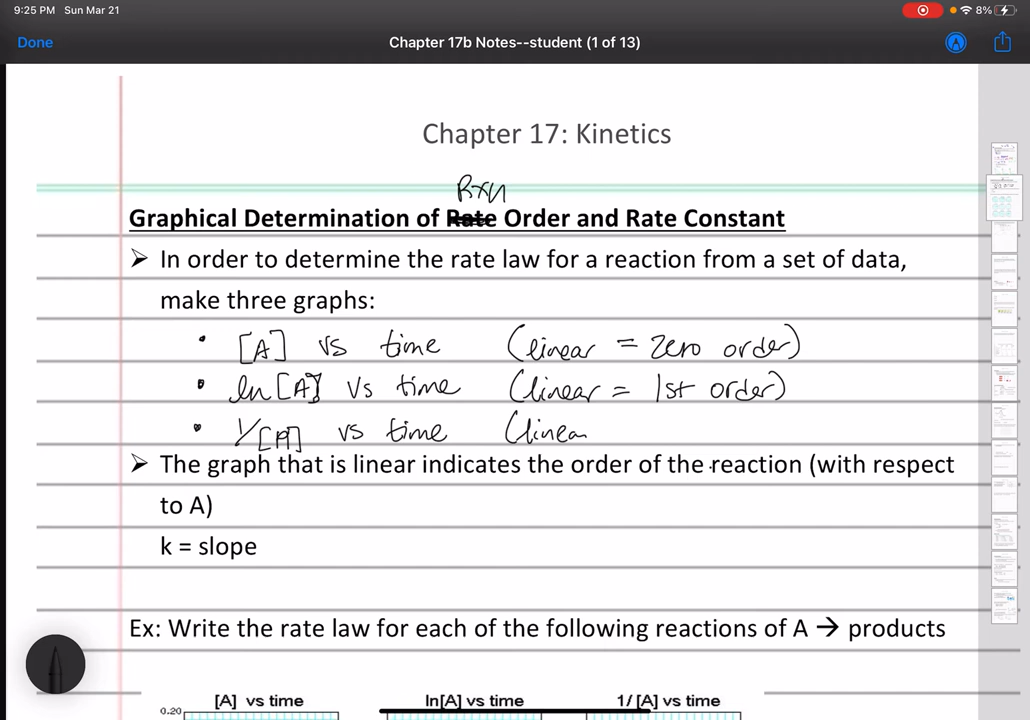 9:25 PM Sun Mar 21
8%
Done
Chapter 17b Notes--student (1 of 13)
Chapter 17: Kinetics
Rxn
Graphical Determination of Rate Order and Rate Constant
➢ In order to determine the rate law for a reaction from a set of data,
make three graphs:
• [A] vs time (linear = zero order)
• ln [A] vs time (linear = 1st order)
• 1/[A] vs time (linear
➢ The graph that is linear indicates the order of the reaction (with respect
to A)
k = slope
Ex: Write the rate law for each of the following reactions of A → products
[A] vs time ln[A] vs time 1/ [A] vs time
0.20